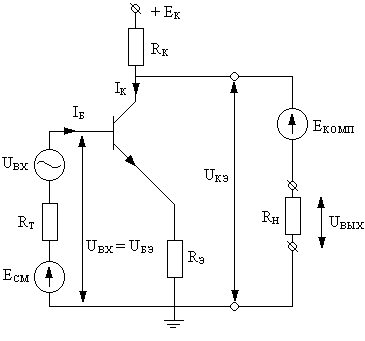 + Eк
Rк
Iк
Iб
Eкомп
Uвх
Uкэ
Rн
Uвых
Rт
Uвх = Uбэ
Rэ
Eсм